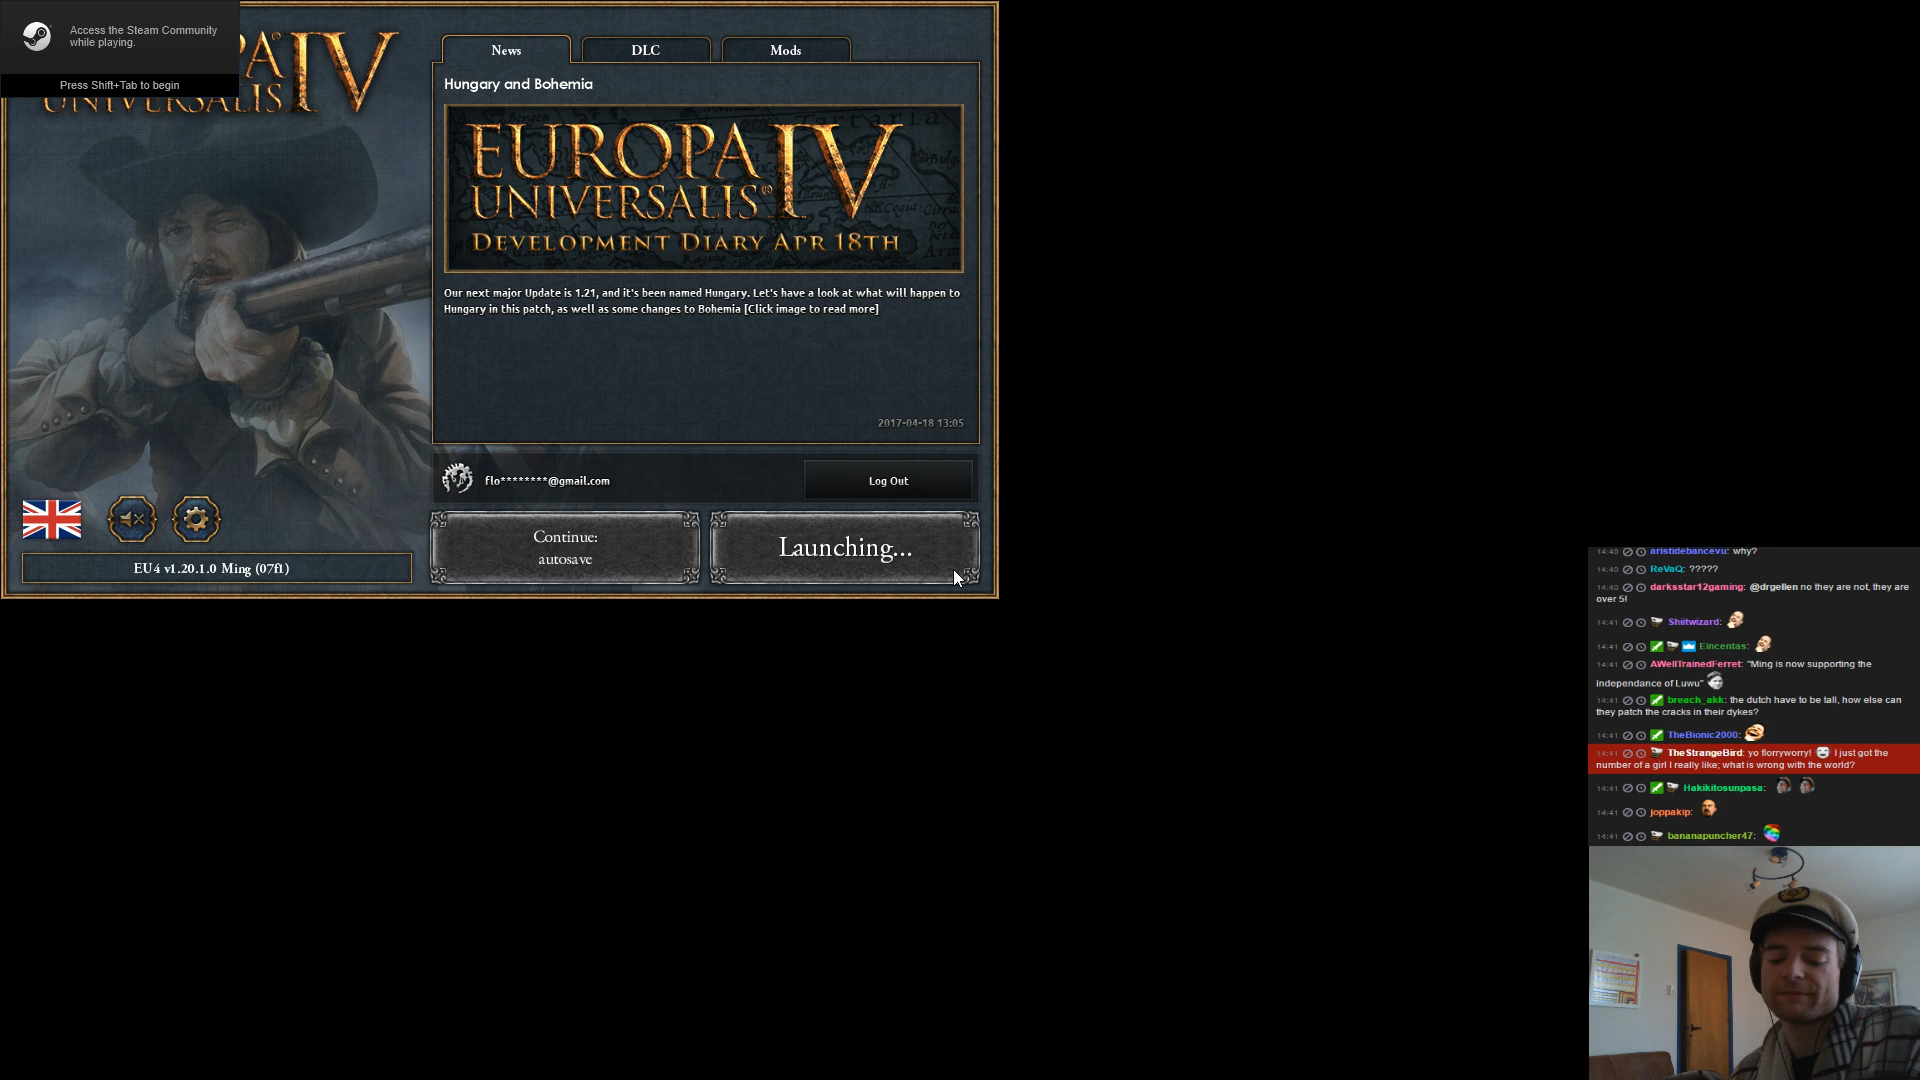 Access the Steam Community
while playing.
Press Shift+Tab to begin
PA IV
UNIVERSALIS
News
DLC
Mods
Hungary and Bohemia
EUROPA IV
UNIVERSALIS®
DEVELOPMENT DIARY APR 18TH
Our next major Update is 1.21, and it's been named Hungary. Let's have a look at what will happen to
Hungary in this patch, as well as some changes to Bohemia [Click image to read more]
2017-04-18 13:05
flo********@gmail.com
Log Out
Continue:
autosave
Launching...
EU4 v1.20.1.0 Ming (07f1)
14:40 aristidebancevu: why?
14:40 ReVaQ: ?????
14:40 darksstar12gaming: @drgellen no they are not, they are
over 5!
14:41 Shiitwizard:
14:41 Eincentas:
14:41 AWellTrainedFerret: "Ming is now supporting the
independance of Luwu"
14:41 breach_akk: the dutch have to be tall, how else can
they patch the cracks in their dykes?
14:41 TheBionic2000:
14:41 TheStrangeBird: yo florryworry! I just got the
number of a girl I really like; what is wrong with the world?
14:41 Hakikitosunpasa:
14:41 joppakip:
14:41 bananapuncher47: